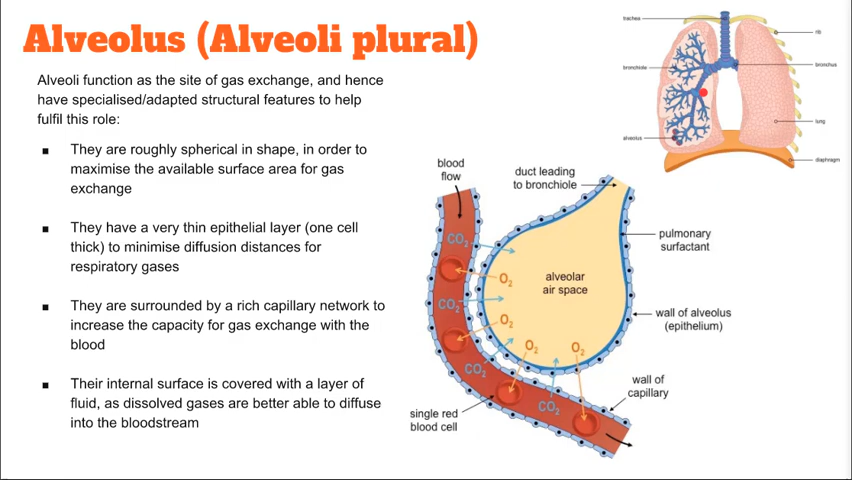 Alveolus (Alveoli plural)
Alveoli function as the site of gas exchange, and hence
have specialised/adapted structural features to help
fulfil this role:
▪ They are roughly spherical in shape, in order to
maximise the available surface area for gas
exchange
▪ They have a very thin epithelial layer (one cell
thick) to minimise diffusion distances for
respiratory gases
▪ They are surrounded by a rich capillary network to
increase the capacity for gas exchange with the
blood
▪ Their internal surface is covered with a layer of
fluid, as dissolved gases are better able to diffuse
into the bloodstream
trachea
rib
bronchiole
bronchus
lung
alveolus
diaphragm
blood
flow
duct leading
to bronchiole
CO₂
pulmonary
surfactant
O₂
alveolar
air space
CO₂
O₂
wall of alveolus
(epithelium)
O₂
O₂
CO₂
wall of
capillary
CO₂
single red
blood cell